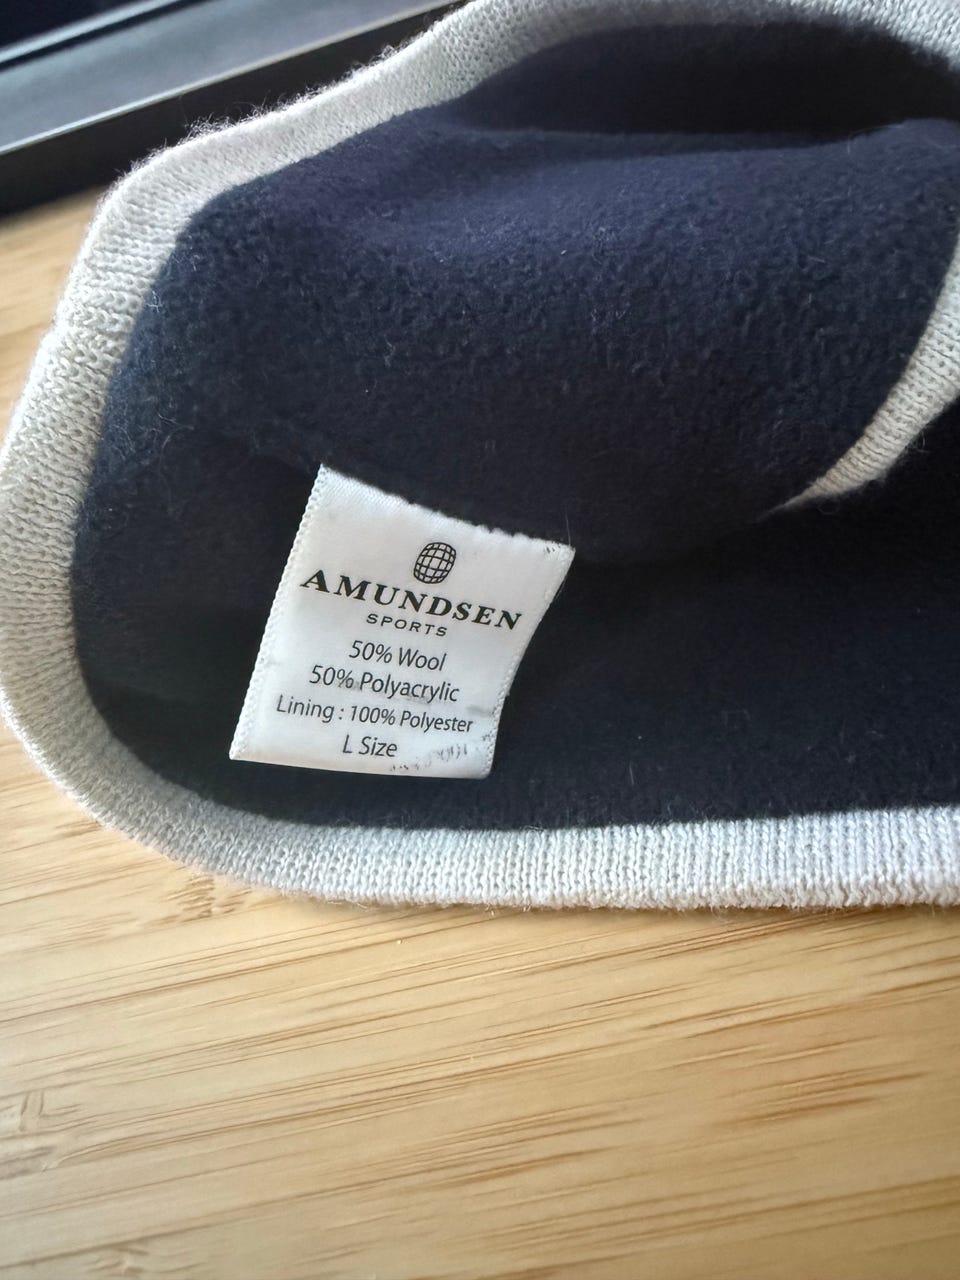 AMUNDSEN
SPORTS
50% Wool
50% Polyacrylic
Lining : 100% Polyester
L Size